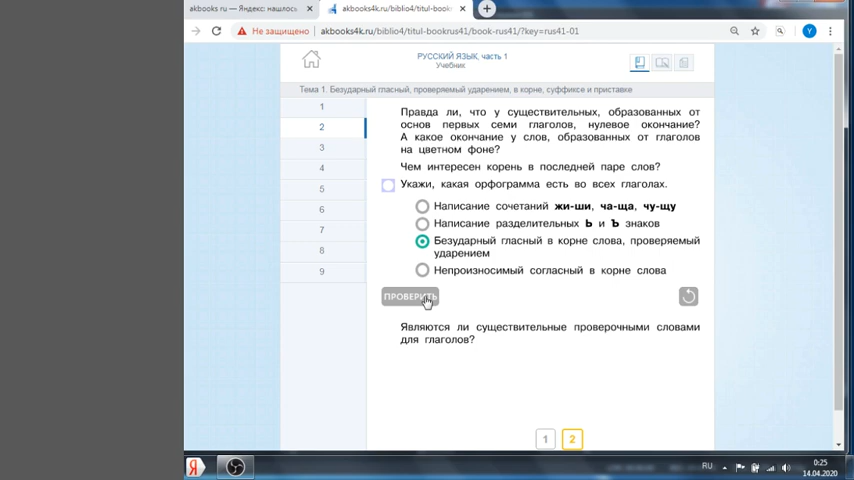 akbooks ru — Яндекс: нашлось
akbooks4k.ru/biblio4/titul-bookru
Не защищено
akbooks4k.ru/biblio4/titul-bookrus41/book-rus41/?key=rus41-01
Y
РУССКИЙ ЯЗЫК, часть 1
Учебник
Тема 1. Безударный гласный, проверяемый ударением, в корне, суффиксе и приставке
1
2
3
4
5
6
7
8
9
Правда ли, что у существительных, образованных от
основ первых семи глаголов, нулевое окончание?
А какое окончание у слов, образованных от глаголов
на цветном фоне?
Чем интересен корень в последней паре слов?
Укажи, какая орфограмма есть во всех глаголах.
Написание сочетаний жи-ши, ча-ща, чу-щу
Написание разделительных Ь и Ъ знаков
Безударный гласный в корне слова, проверяемый
ударением
Непроизносимый согласный в корне слова
ПРОВЕРИТЬ
Являются ли существительные проверочными словами
для глаголов?
1 2
Я
RU
0:25
14.04.2020